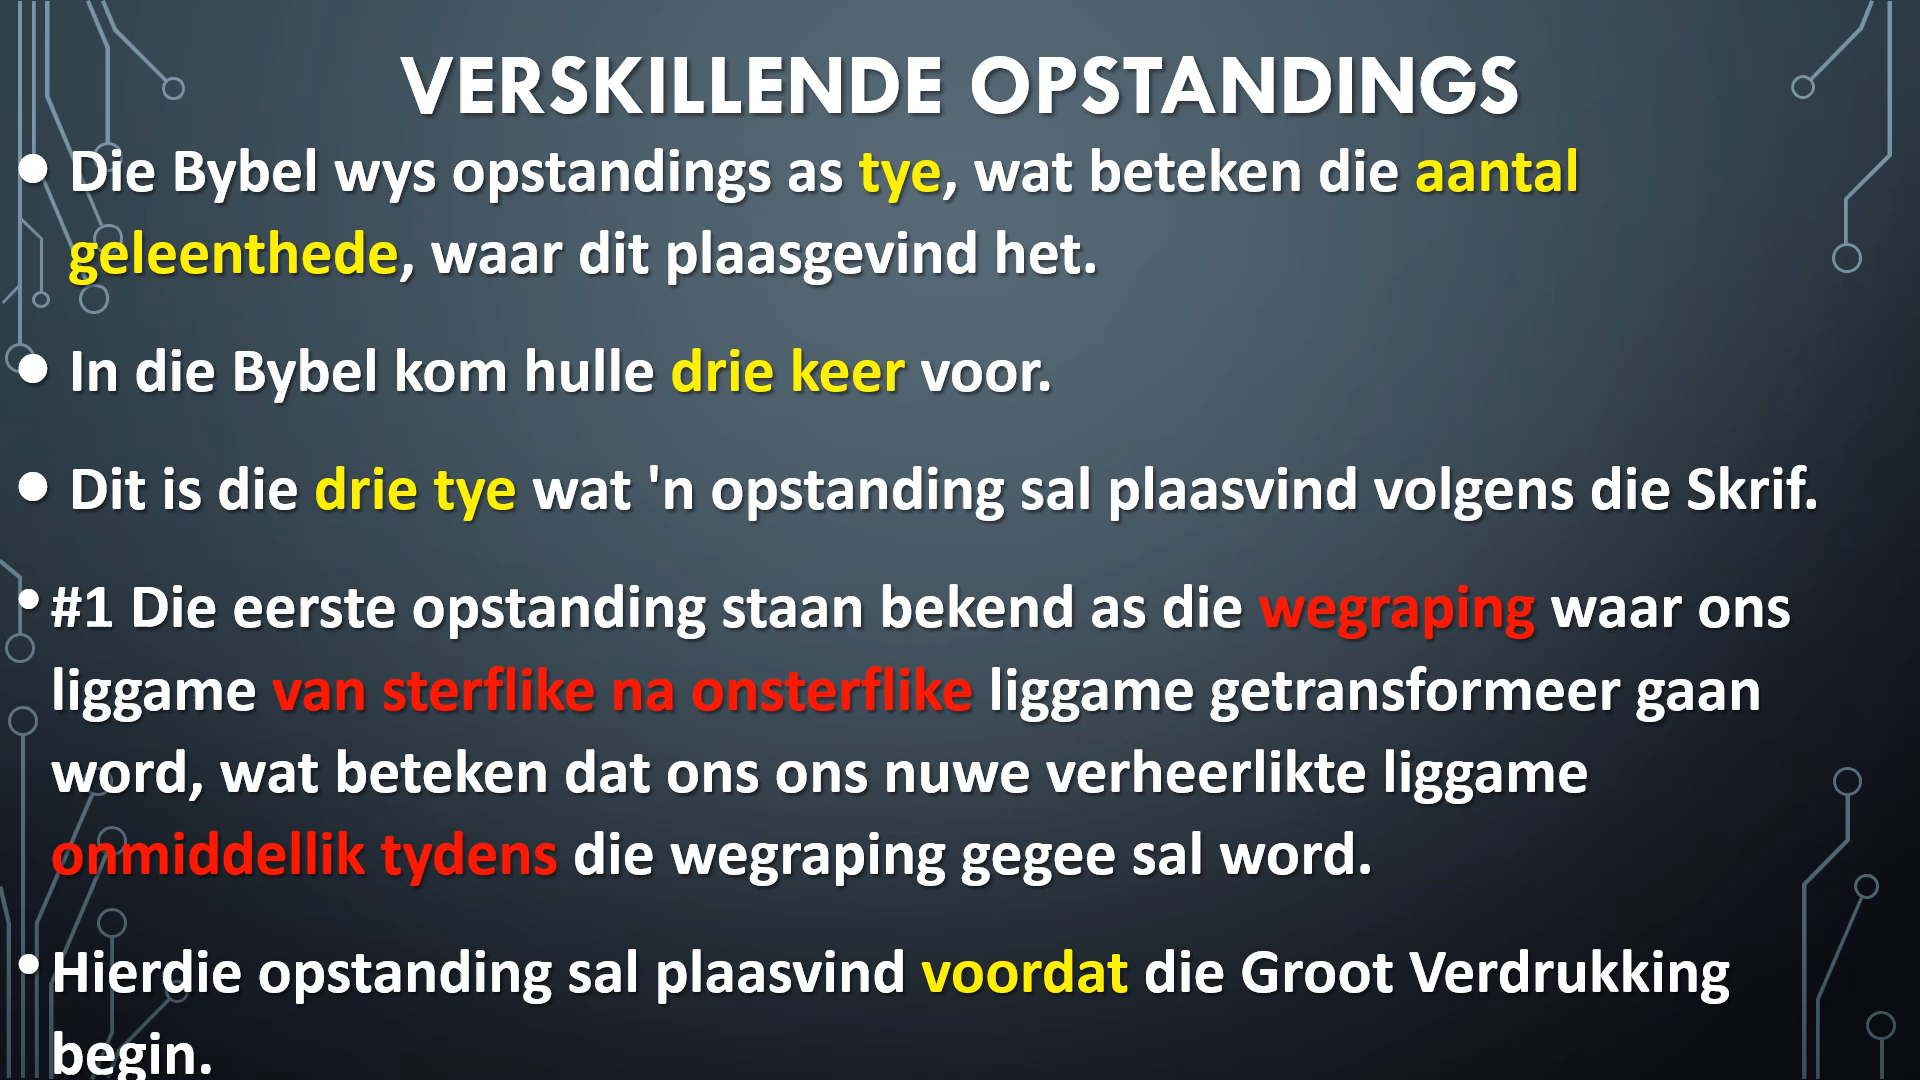 VERSKILLENDE OPSTANDINGS
• Die Bybel wys opstandings as tye, wat beteken die aantal
geleenthede, waar dit plaasgevind het.
• In die Bybel kom hulle drie keer voor.
• Dit is die drie tye wat 'n opstanding sal plaasvind volgens die Skrif.
• #1 Die eerste opstanding staan bekend as die wegraping waar ons
liggame van sterflike na onsterflike liggame getransformeer gaan
word, wat beteken dat ons ons nuwe verheerlikte liggame
onmiddellik tydens die wegraping gegee sal word.
• Hierdie opstanding sal plaasvind voordat die Groot Verdrukking
begin.